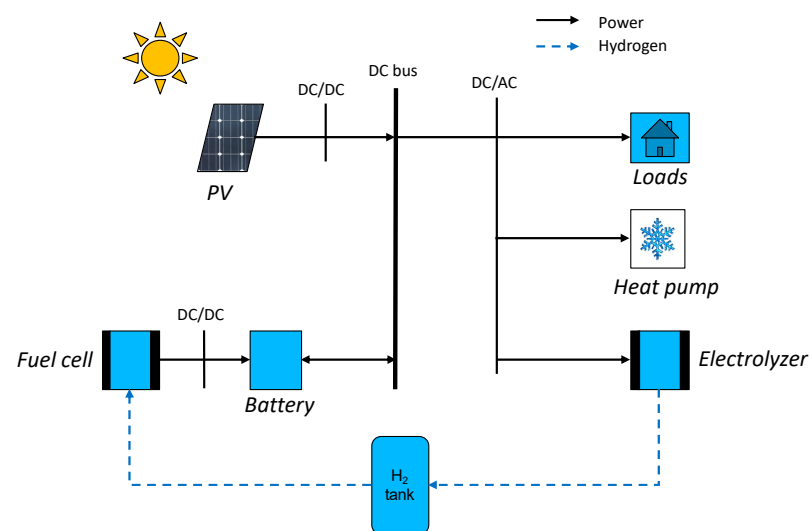 Power
Hydrogen
DC bus
DC/DC
DC/AC
PV
Loads
Heat pump
DC/DC
Fuel cell
Battery
Electrolyzer
H₂
tank